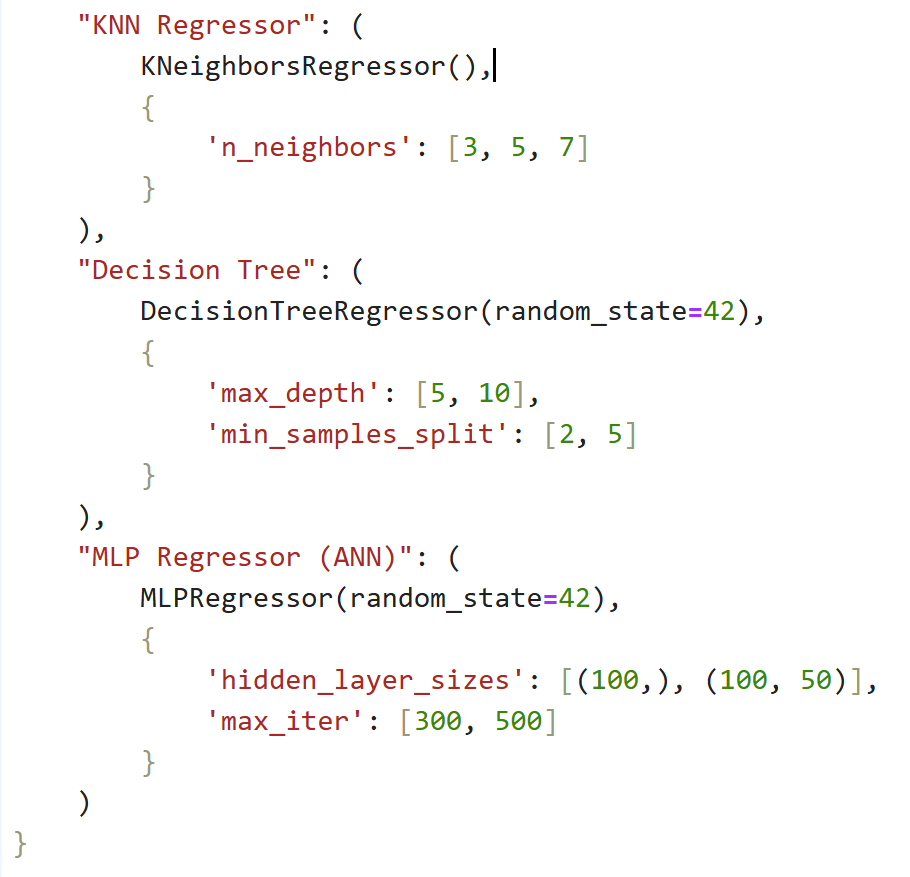 "KNN Regressor": (
KNeighborsRegressor(),
{
'n_neighbors': [3, 5, 7]
}
),
"Decision Tree": (
DecisionTreeRegressor(random_state=42),
{
'max_depth': [5, 10],
'min_samples_split': [2, 5]
}
),
"MLP Regressor (ANN)": (
MLPRegressor(random_state=42),
{
'hidden_layer_sizes': [(100,), (100, 50)],
'max_iter': [300, 500]
}
)
}